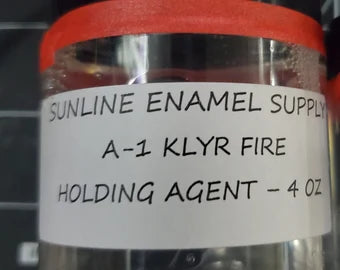 SUNLINE ENAMEL SUPPLY
A-1 KLYR FIRE
HOLDING AGENT – 4 OZ